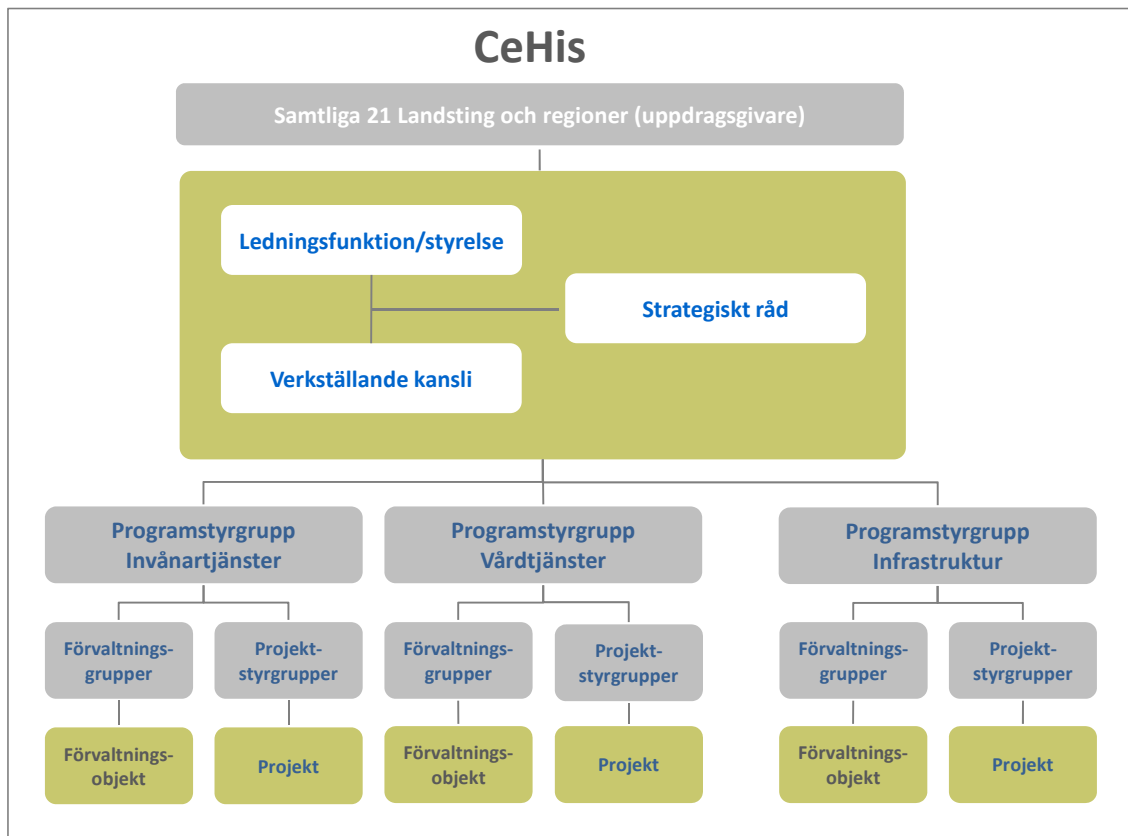 CeHis
Samtliga 21 Landsting och regioner (uppdragsgivare)
Ledningsfunktion/styrelse
Strategiskt råd
Verkställande kansli
Programstyrgrupp
Invånartjänster
Programstyrgrupp
Vårdtjänster
Programstyrgrupp
Infrastruktur
Förvaltnings-
grupper
Projekt-
styrgrupper
Förvaltnings-
grupper
Projekt-
styrgrupper
Förvaltnings-
grupper
Projekt-
styrgrupper
Förvaltnings-
objekt
Projekt
Förvaltnings-
objekt
Projekt
Förvaltnings-
objekt
Projekt